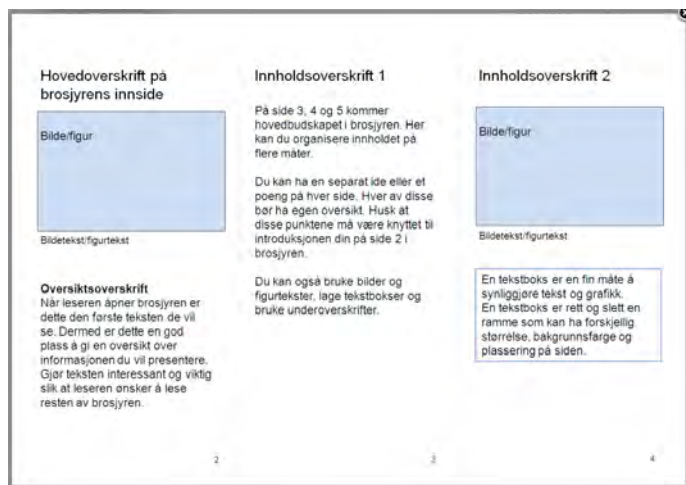 Hovedoverskrift på
brosjyrens innside
Bilde/figur
Bildetekst/figurtekst
Oversiktsoverskrift
Når leseren åpner brosjyren er
dette den første teksten de vil
se. Dermed er dette en god
plass å gi en oversikt over
informasjonen du vil presentere.
Gjør teksten interessant og viktig
slik at leseren ønsker å lese
resten av brosjyren.
2
Innholdsoverskrift 1
På side 3, 4 og 5 kommer
hovedbudskapet i brosjyren. Her
kan du organisere innholdet på
flere måter.
Du kan ha en separat ide eller et
poeng på hver side. Hver av disse
bør ha egen oversikt. Husk at
disse punktene må være knyttet til
introduksjonen din på side 2 i
brosjyren.
Du kan også bruke bilder og
figurtekster, lage tekstbokser og
bruke underoverskrifter.
3
Innholdsoverskrift 2
Bilde/figur
Bildetekst/figurtekst
En tekstboks er en fin måte å
synliggjøre tekst og grafikk.
En tekstboks er rett og slett en
ramme som kan ha forskjellig
størrelse, bakgrunnsfarge og
plassering på siden.
4